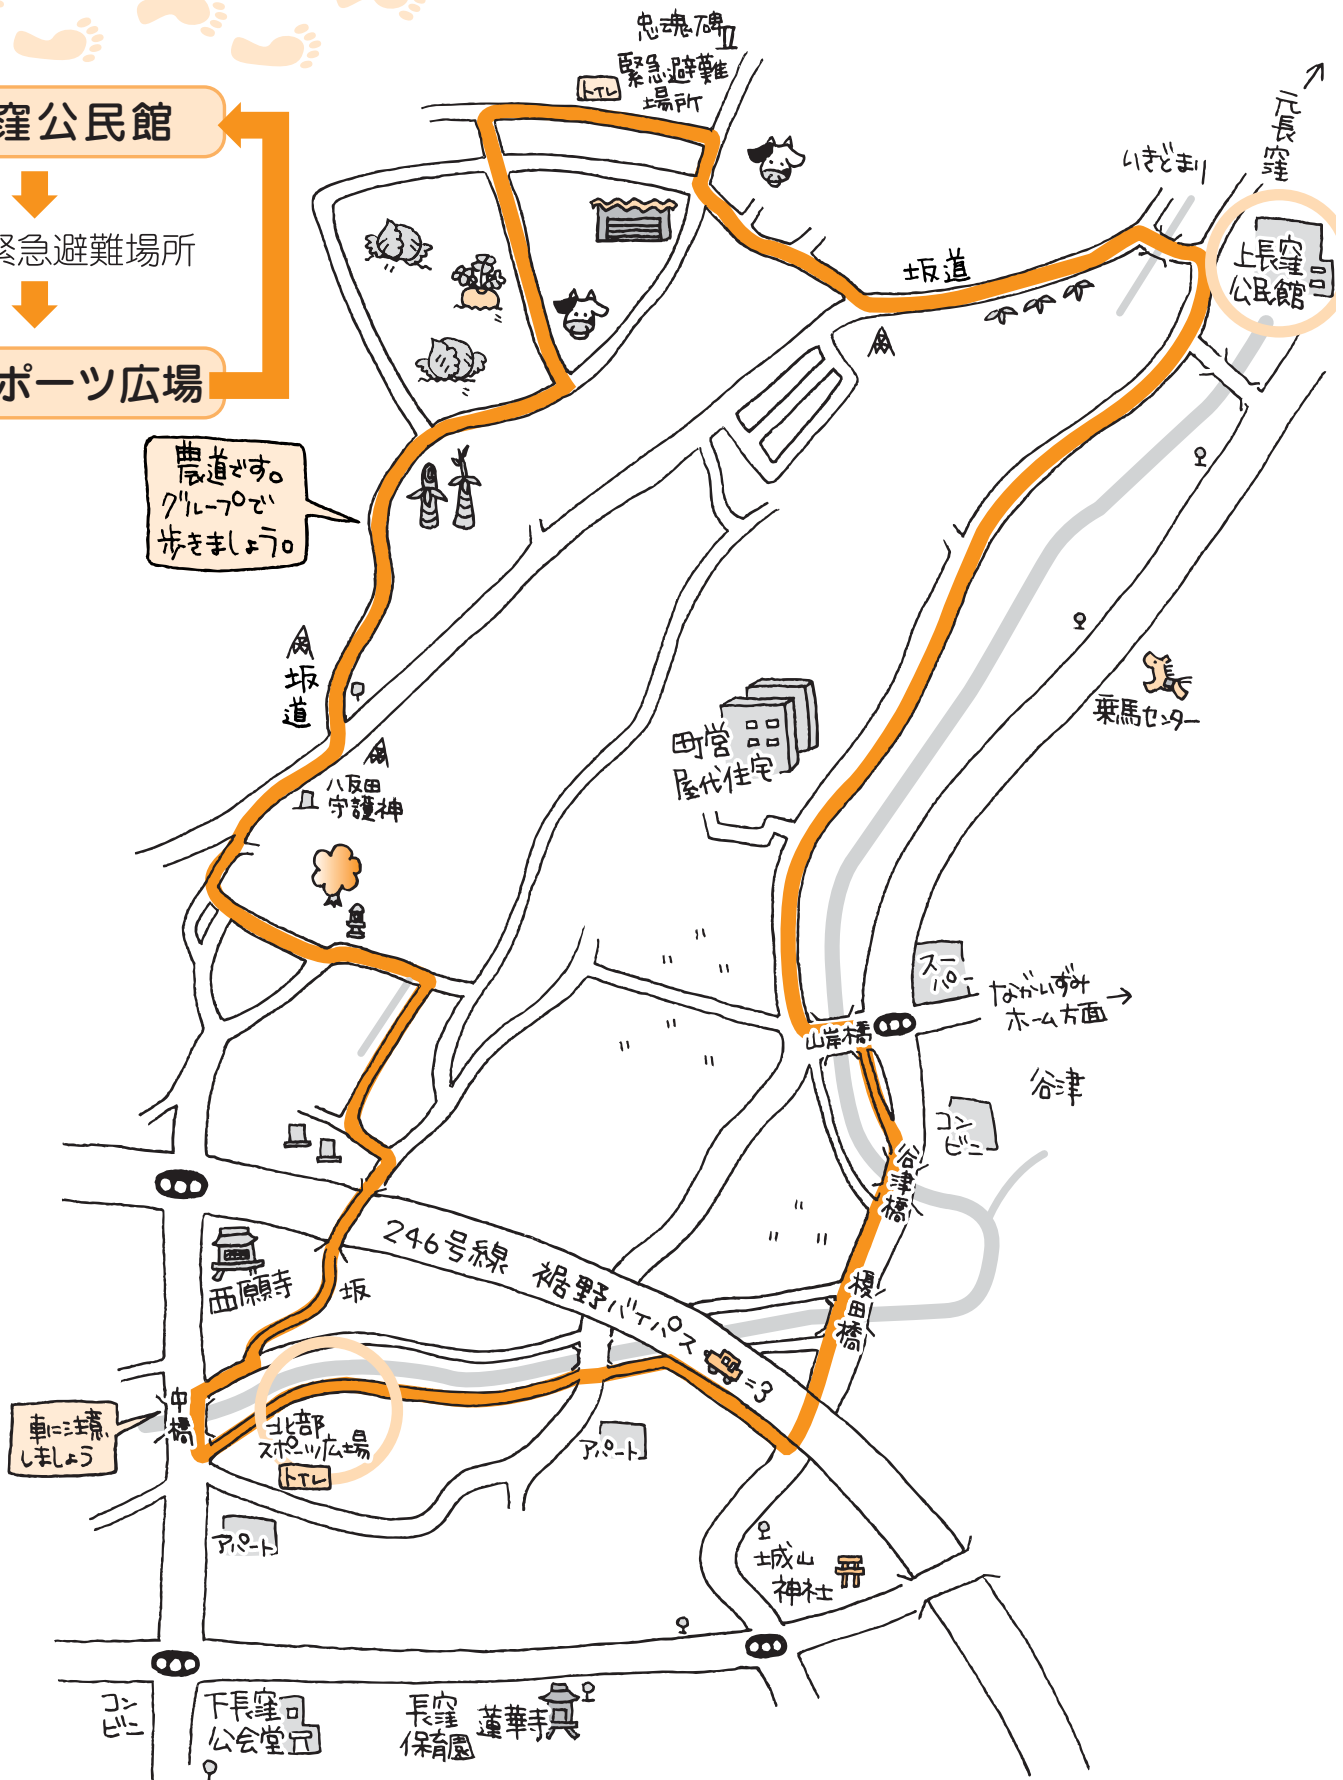 窪公民館
緊急避難場所
ポーツ広場
忠魂碑
緊急避難
場所
トイレ
元長窪
いきどまり
上長窪
公民館
坂道
農道です。
グループで
歩きましょう。
坂道
八反田
守護神
町営
屋代住宅
乗馬センター
スー
パー
なかいずみ
ホーム方面
山岸橋
谷津
コン
ビニ
谷津橋
246号線 裾野バイパス
榎田橋
西願寺
坂
中橋
車に注意
しましょう
北部
スポーツ広場
トイレ
アパート
アパート
城山
神社
コン
ビニ
下長窪
公会堂
長窪
保育園
蓮華寺